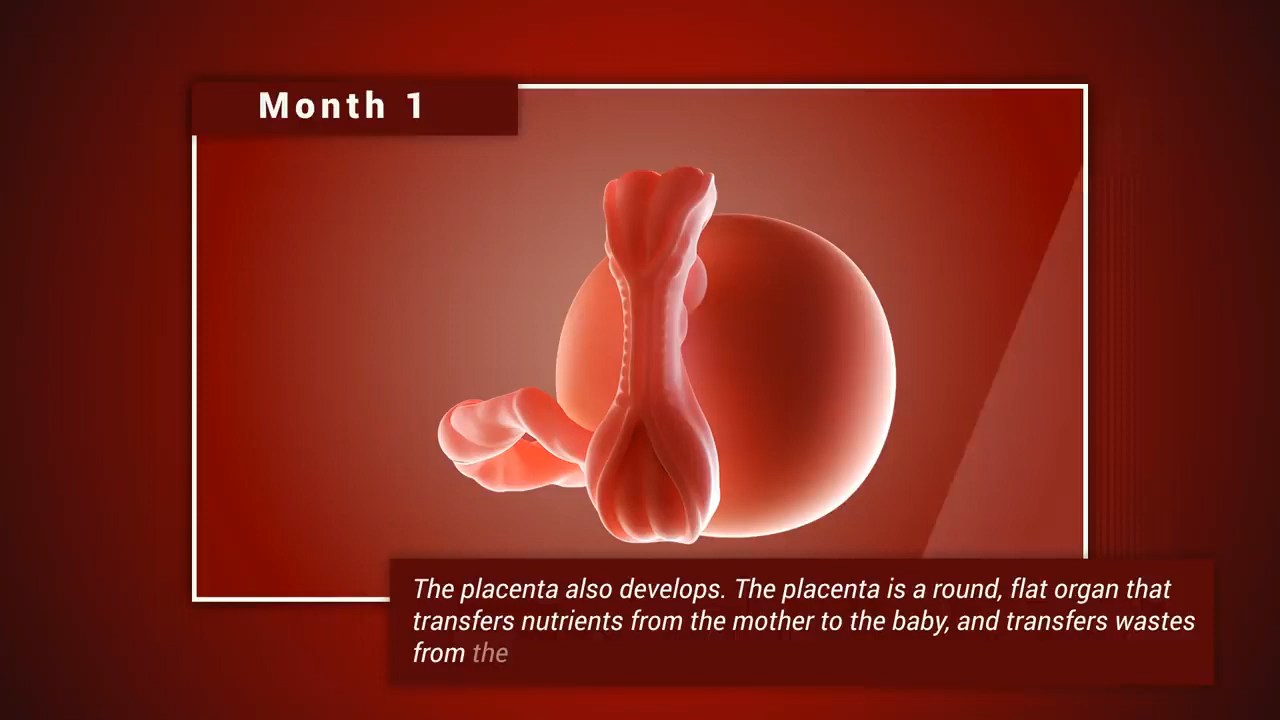 Month 1
The placenta also develops. The placenta is a round, flat organ that
transfers nutrients from the mother to the baby, and transfers wastes
from the